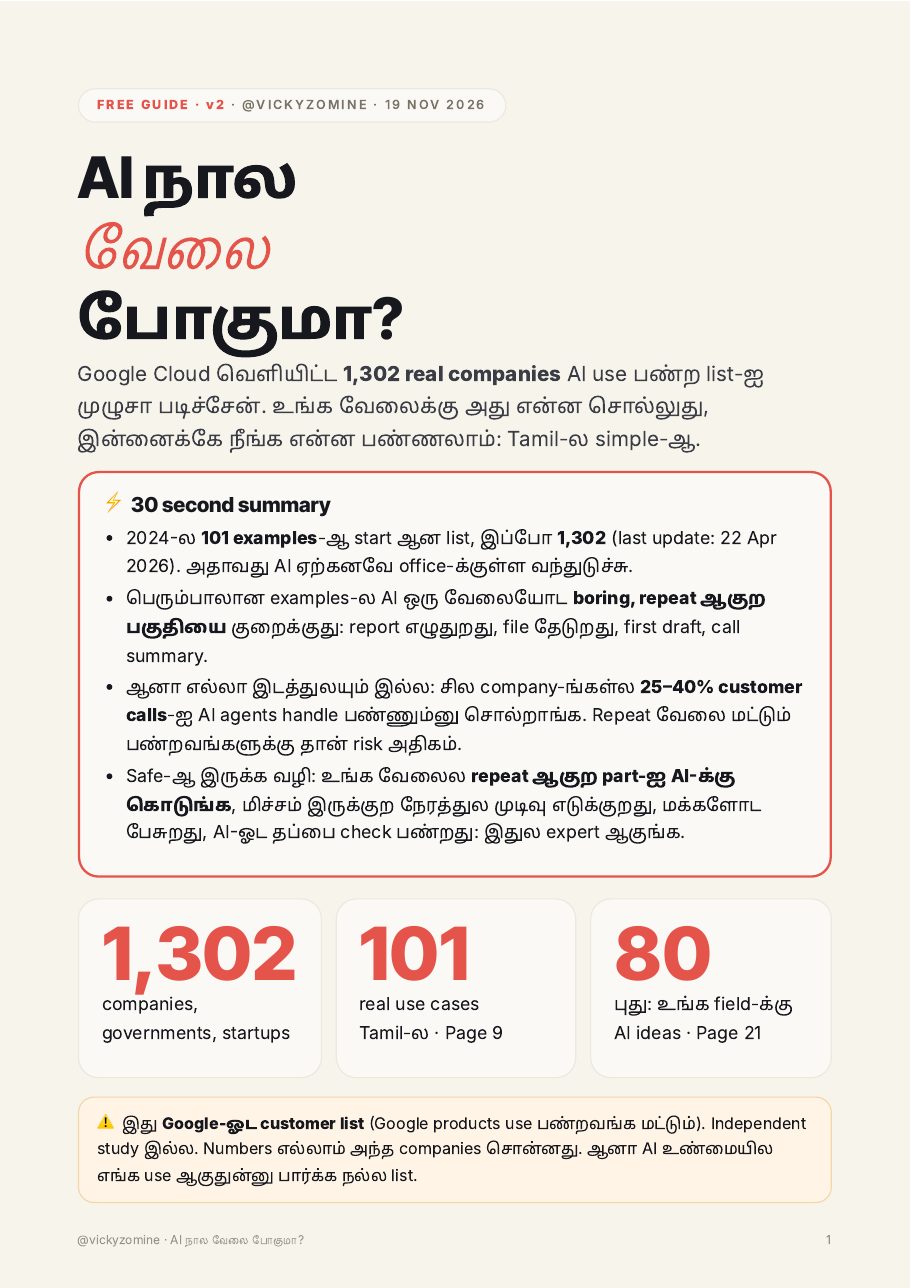 FREE GUIDE · v2 · @VICKYZOMINE · 19 NOV 2026
AI நால
வேலை
போகுமா?
Google Cloud வெளியிட்ட 1,302 real companies AI use பண்ற list-ஐ
முழுசா படிச்சேன். உங்க வேலைக்கு அது என்ன சொல்லுது,
இன்னைக்கே நீங்க என்ன பண்ணலாம்: Tamil-ல simple-ஆ.
⚡ 30 second summary
• 2024-ல 101 examples-ஆ start ஆன list, இப்போ 1,302 (last update: 22 Apr
2026). அதாவது AI ஏற்கனவே office-க்குள்ள வந்துடுச்சு.
• பெரும்பாலான examples-ல AI ஒரு வேலையோட boring, repeat ஆகுற
பகுதியை குறைக்குது: report எழுதுறது, file தேடுறது, first draft, call
summary.
• ஆனா எல்லா இடத்துலயும் இல்ல: சில company-ங்கள்ல 25–40% customer
calls-ஐ AI agents handle பண்ணும்னு சொல்றாங்க. Repeat வேலை மட்டும்
பண்றவங்களுக்கு தான் risk அதிகம்.
• Safe-ஆ இருக்க வழி: உங்க வேலைல repeat ஆகுற part-ஐ AI-க்கு
கொடுங்க, மிச்சம் இருக்குற நேரத்துல முடிவு எடுக்குறது, மக்களோட
பேசுறது, AI-ஓட தப்பை check பண்றது: இதுல expert ஆகுங்க.
1,302
companies,
governments, startups
101
real use cases
Tamil-ல · Page 9
80
புது: உங்க field-க்கு
AI ideas · Page 21
⚠️ இது Google-ஓட customer list (Google products use பண்றவங்க மட்டும்). Independent
study இல்ல. Numbers எல்லாம் அந்த companies சொன்னது. ஆனா AI உண்மையில
எங்க use ஆகுதுன்னு பார்க்க நல்ல list.
@vickyzomine · AI நால வேலை போகுமா?
1